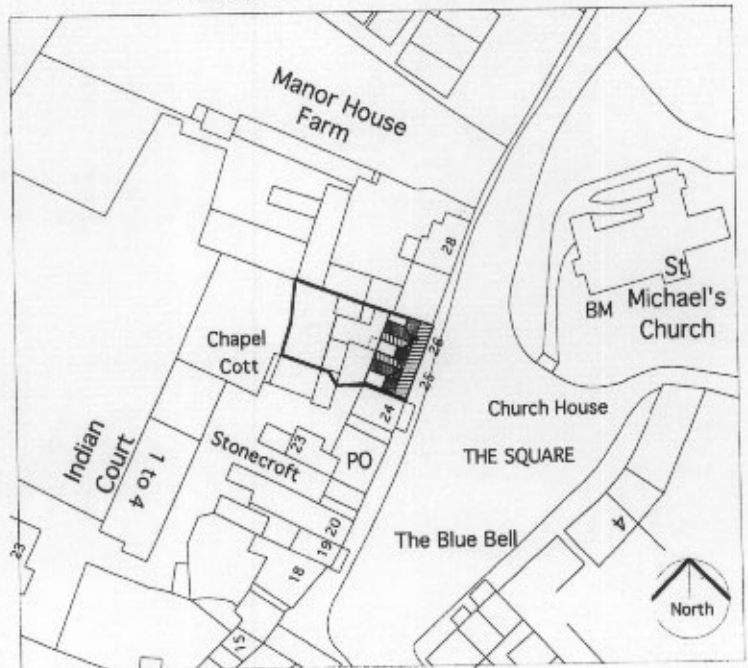 Manor House
Farm
28
St
Michael's
Church
BM
Chapel
Cott
26
25
24
Church House
THE SQUARE
Indian
Court
1 to 4
Stonecroft
23
PO
20
19
18
The Blue Bell
4
23
15
North